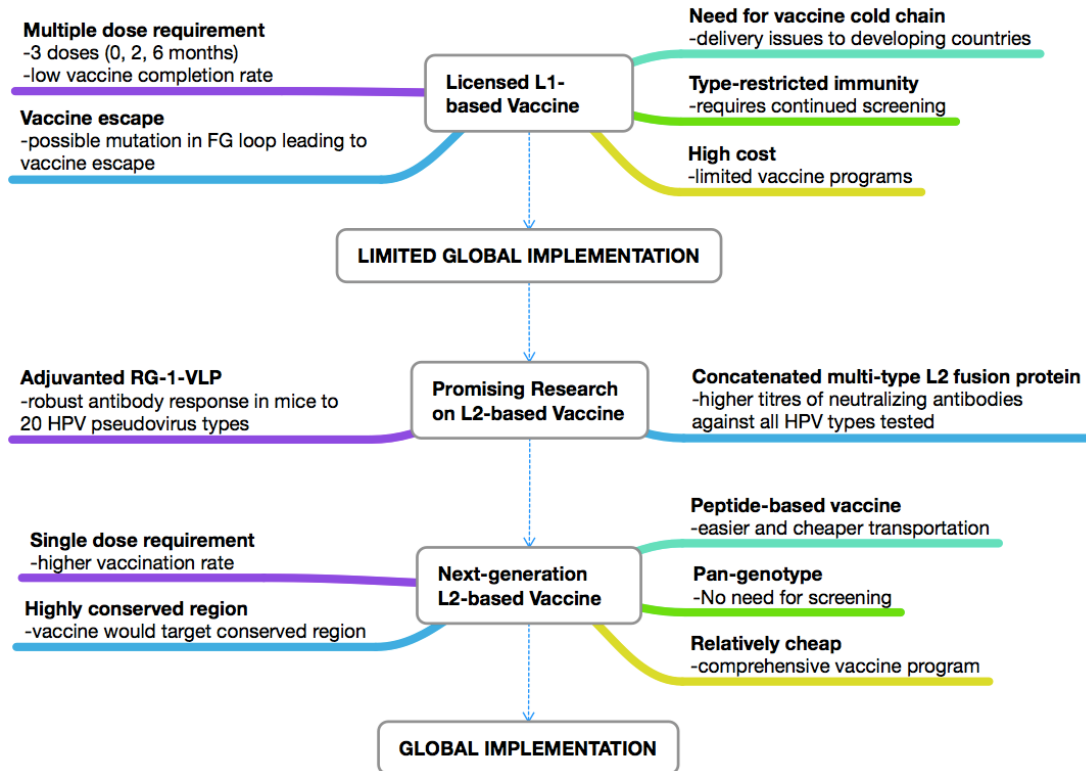 Multiple dose requirement
-3 doses (0, 2, 6 months)
-low vaccine completion rate
Vaccine escape
-possible mutation in FG loop leading to
vaccine escape
Licensed L1-
based Vaccine
Need for vaccine cold chain
-delivery issues to developing countries
Type-restricted immunity
-requires continued screening
High cost
-limited vaccine programs
LIMITED GLOBAL IMPLEMENTATION
Adjuvanted RG-1-VLP
-robust antibody response in mice to
20 HPV pseudovirus types
Promising Research
on L2-based Vaccine
Concatenated multi-type L2 fusion protein
-higher titres of neutralizing antibodies
against all HPV types tested
Single dose requirement
-higher vaccination rate
Highly conserved region
-vaccine would target conserved region
Next-generation
L2-based Vaccine
Peptide-based vaccine
-easier and cheaper transportation
Pan-genotype
-No need for screening
Relatively cheap
-comprehensive vaccine program
GLOBAL IMPLEMENTATION